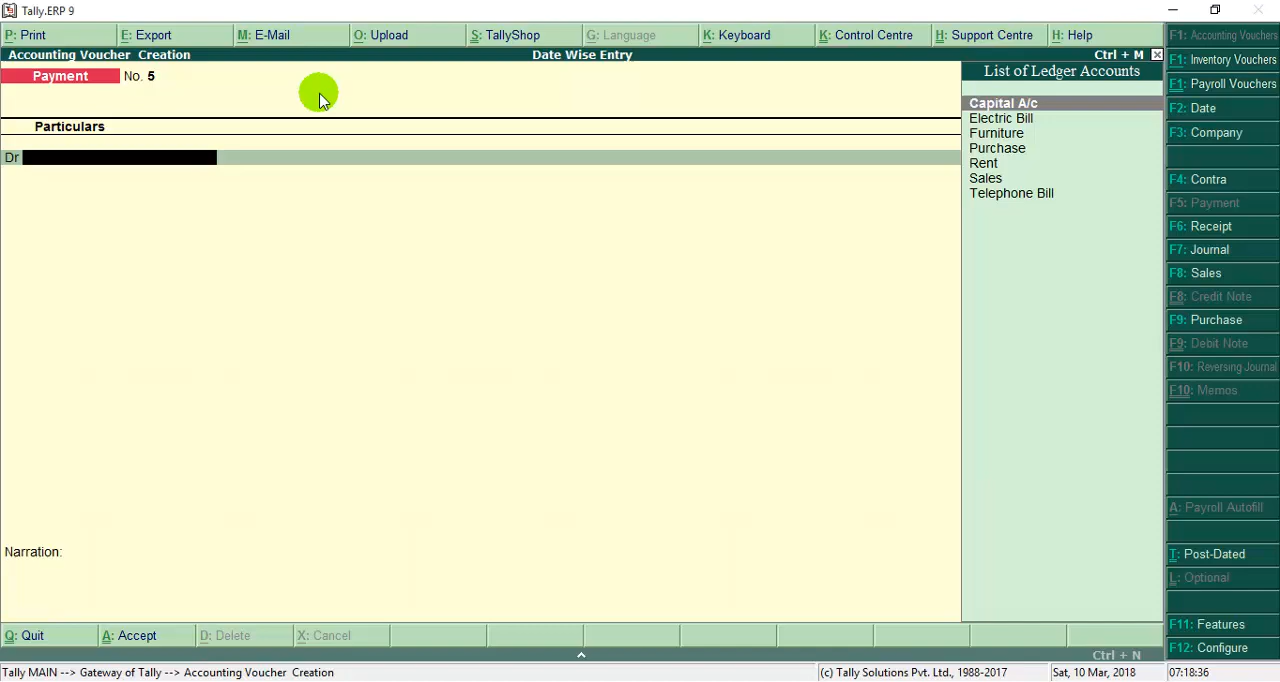 Tally.ERP 9
P: Print
E: Export
M: E-Mail
O: Upload
S: TallyShop
G: Language
K: Keyboard
K: Control Centre
H: Support Centre
H: Help
Accounting Voucher Creation
Date Wise Entry
Ctrl + M
Payment No. 5
Particulars
Dr
Narration:
List of Ledger Accounts
Capital A/c
Electric Bill
Furniture
Purchase
Rent
Sales
Telephone Bill
F1: Accounting Vouchers
F1: Inventory Vouchers
F1: Payroll Vouchers
F2: Date
F3: Company
F4: Contra
F5: Payment
F6: Receipt
F7: Journal
F8: Sales
F8: Credit Note
F9: Purchase
F9: Debit Note
F10: Reversing Journal
F10: Memos
A: Payroll Autofill
T: Post-Dated
L: Optional
F11: Features
F12: Configure
Q: Quit
A: Accept
D: Delete
X: Cancel
Ctrl + N
Tally MAIN --> Gateway of Tally --> Accounting Voucher Creation
(c) Tally Solutions Pvt. Ltd., 1988-2017
Sat, 10 Mar, 2018
07:18:36